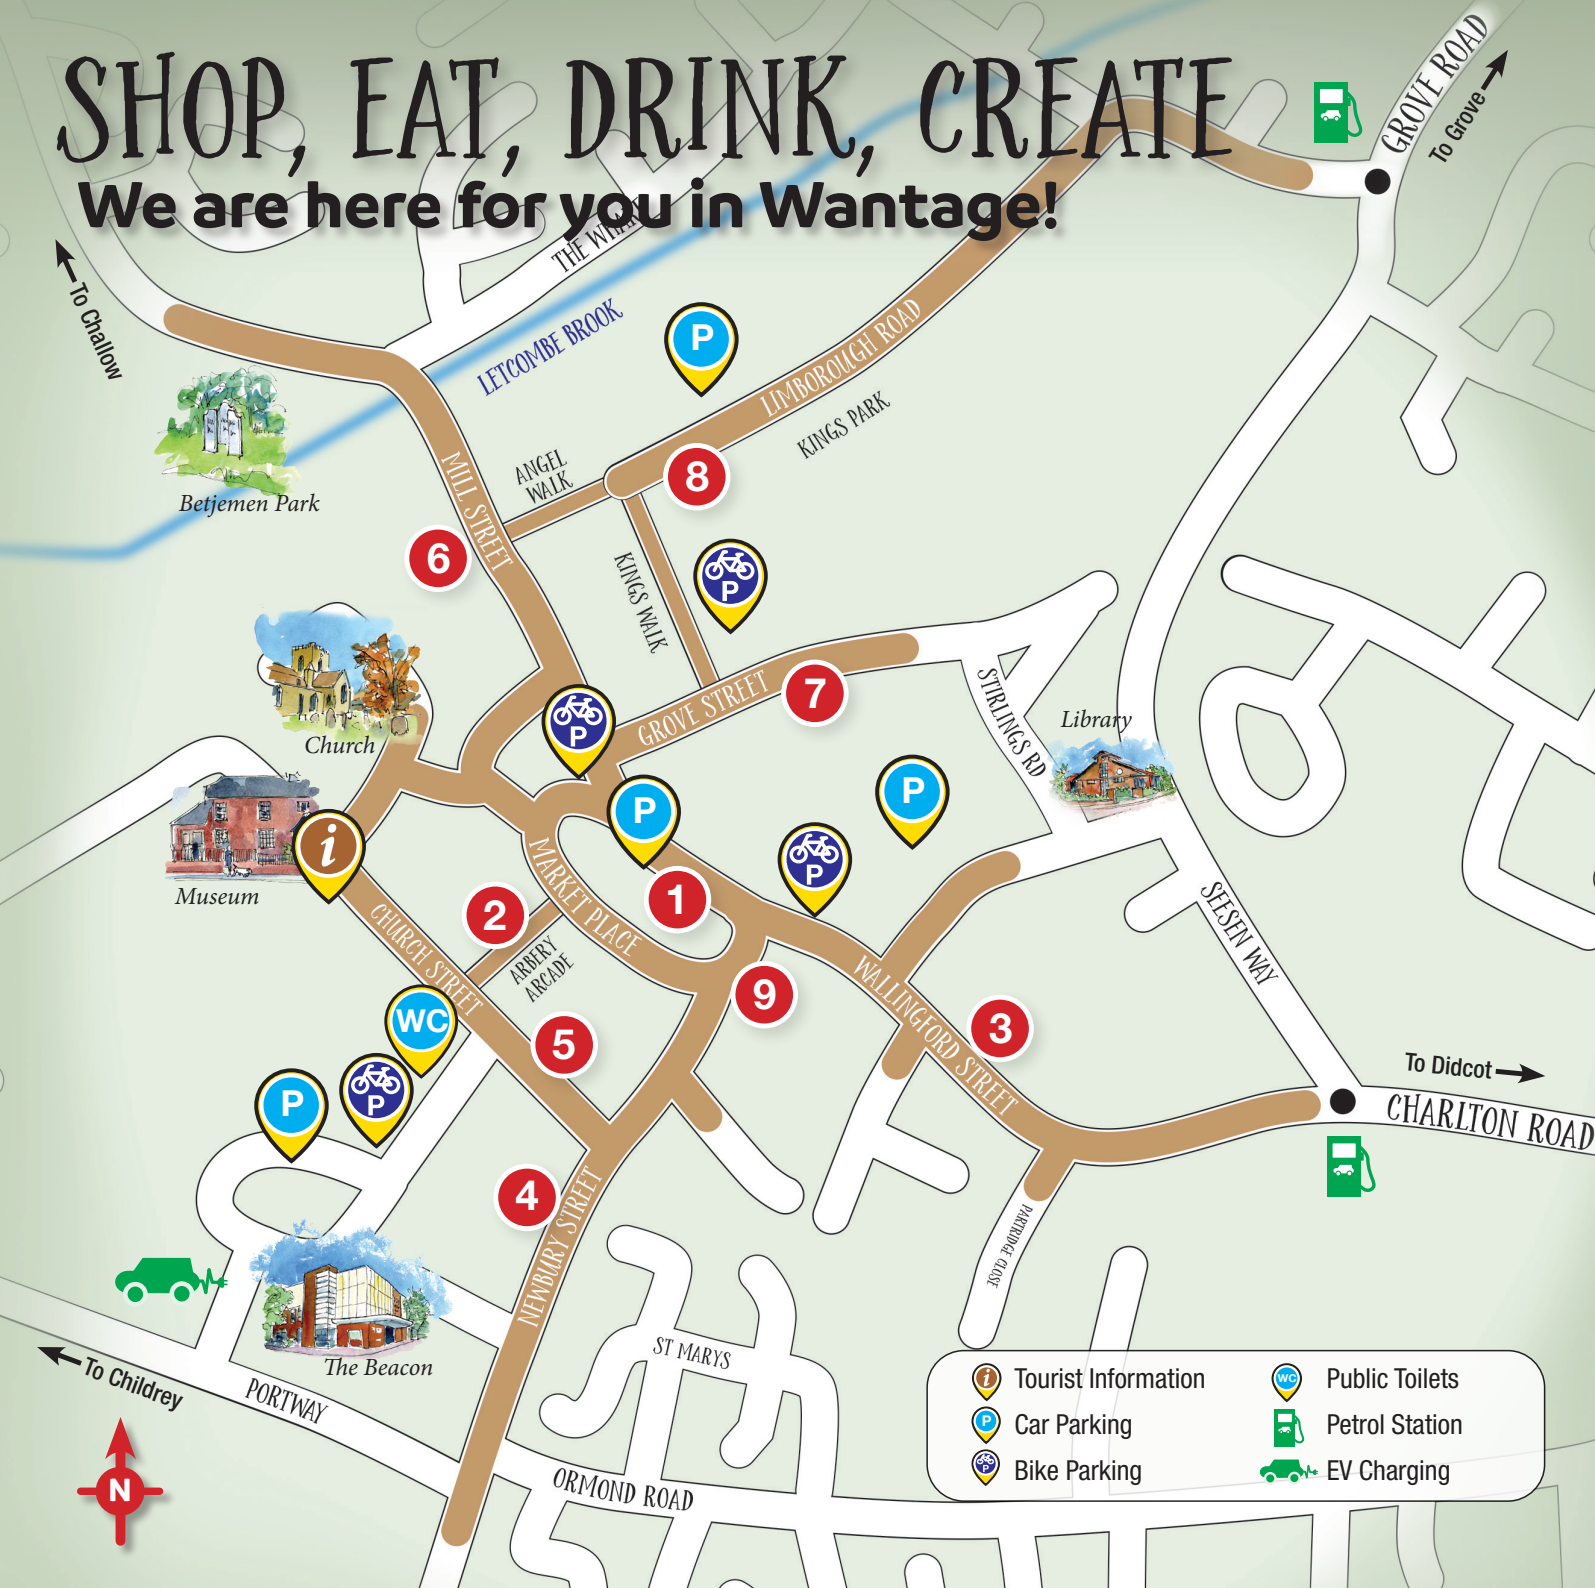 SHOP, EAT, DRINK, CREATE
We are here for you in Wantage!
GROVE ROAD
To Grove
THE WHARF
To Challow
LETCOMBE BROOK
P
LIMBOROUGH ROAD
KINGS PARK
Betjemen Park
MILL STREET
ANGEL
WALK
8
6
KINGS WALK
P
Church
P
GROVE STREET
7
STIRLINGS RD
Library
Museum
i
P
P
P
MARKET PLACE
1
2
CHURCH STREET
ARBERY
ARCADE
SEESEN WAY
WALLINGFORD STREET
9
3
WC
5
P
P
To Didcot
CHARLTON ROAD
4
NEWBURY STREET
PARTRIDGE CLOSE
The Beacon
ST MARYS
To Childrey
PORTWAY
ORMOND ROAD
N
i Tourist Information
WC Public Toilets
P Car Parking
Petrol Station
P Bike Parking
EV Charging